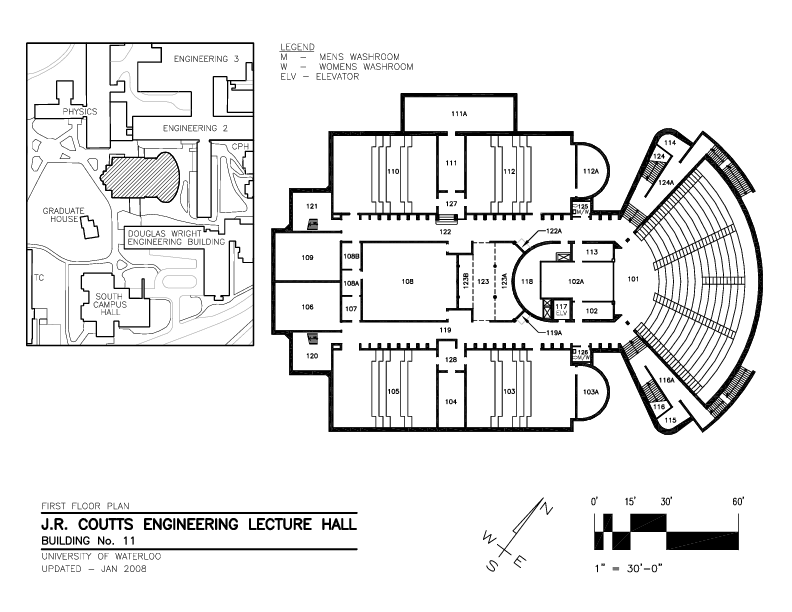 LEGEND
M – MENS WASHROOM
W – WOMENS WASHROOM
ELV – ELEVATOR
ENGINEERING 3
PHYSICS
ENGINEERING 2
CPH
GRADUATE
HOUSE
DOUGLAS WRIGHT
ENGINEERING BUILDING
TC
SOUTH
CAMPUS
HALL
111A
110
111
112
112A
114
124
124A
121
127
125
M/W
122
122A
109
108B
113
108
123B
123
123A
118
102A
101
108A
106
107
117
ELV
102
119
119A
120
128
126
M/W
105
104
103
103A
116A
116
115
FIRST FLOOR PLAN
J.R. COUTTS ENGINEERING LECTURE HALL
BUILDING No. 11
UNIVERSITY OF WATERLOO
UPDATED – JAN 2008
N
W
E
S
0' 15' 30' 60'
1" = 30'-0"